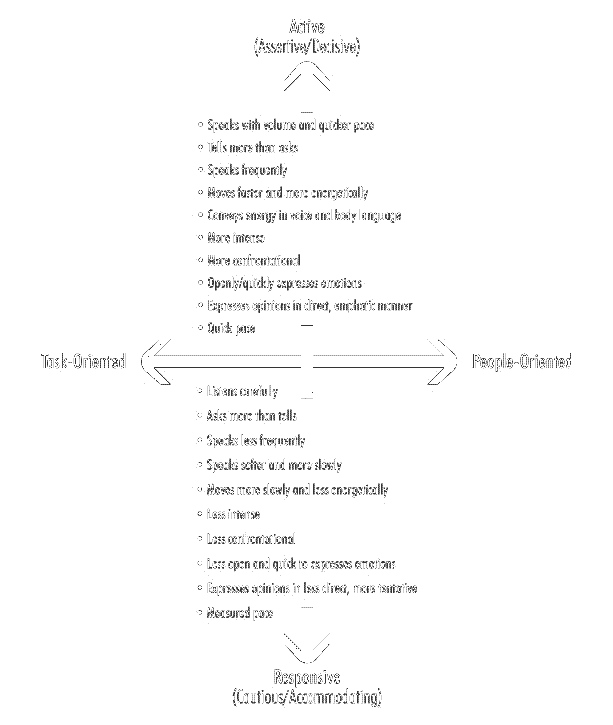 Active
(Assertive/Decisive)
◦ Speaks with volume and quicker pace
◦ Tells more than asks
◦ Speaks frequently
◦ Moves faster and more energetically
◦ Conveys energy in voice and body language
◦ More intense
◦ More confrontational
◦ Openly/quickly expresses emotions
◦ Expresses opinions in direct, emphatic manner
◦ Quick pace
Task-Oriented
People-Oriented
◦ Listens carefully
◦ Asks more than tells
◦ Speaks less frequently
◦ Speaks softer and more slowly
◦ Moves more slowly and less energetically
◦ Less intense
◦ Less confrontational
◦ Less open and quick to expresses emotions
◦ Expresses opinions in less direct, more tentative
◦ Measured pace
Responsive
(Cautious/Accommodating)